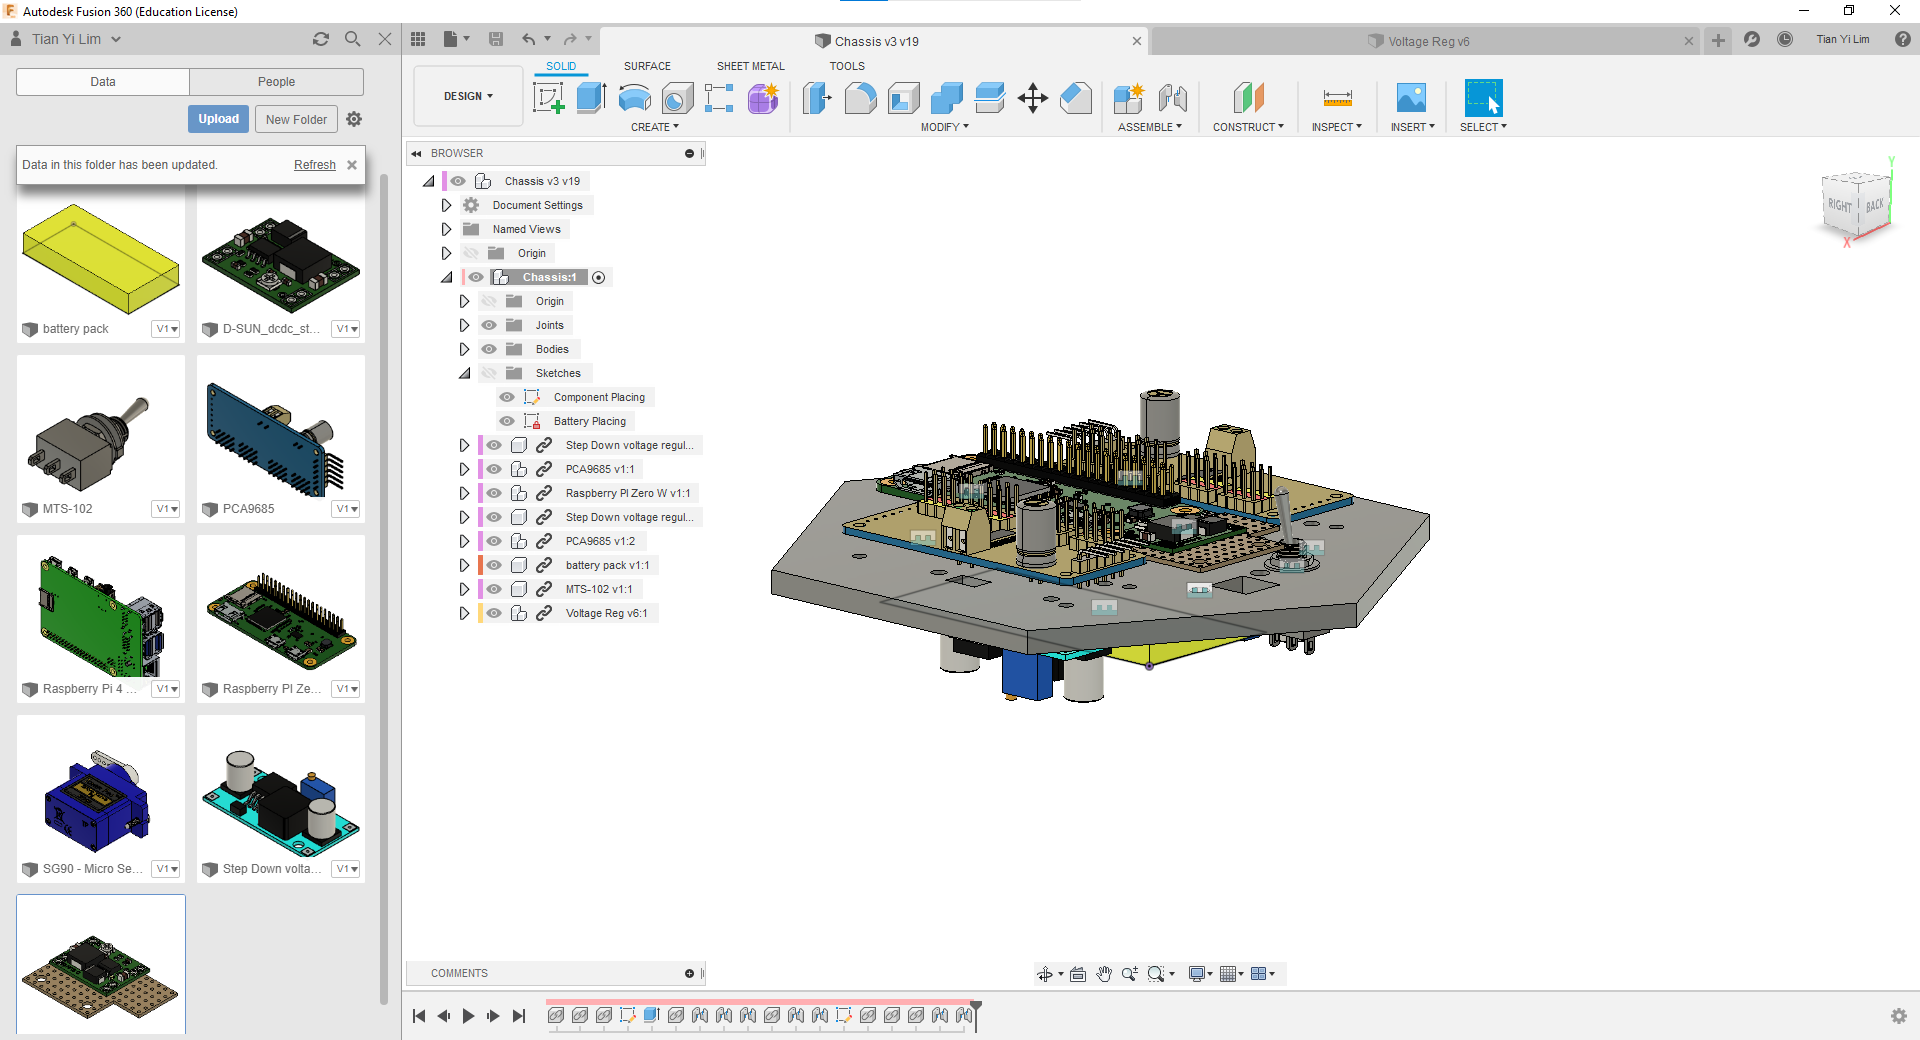 Autodesk Fusion 360 (Education License)
Tian Yi Lim
Chassis v3 v19
Voltage Reg v6
Tian Yi Lim
Data
People
Upload
New Folder
Data in this folder has been updated.
Refresh
battery pack
V1
D-SUN_dcdc_st...
V1
MTS-102
V1
PCA9685
V1
Raspberry Pi 4 ...
V1
Raspberry PI Ze...
V1
SG90 - Micro Se...
V1
Step Down volta...
V1
DESIGN
SOLID
SURFACE
SHEET METAL
TOOLS
CREATE
MODIFY
ASSEMBLE
CONSTRUCT
INSPECT
INSERT
SELECT
BROWSER
Chassis v3 v19
Document Settings
Named Views
Origin
Chassis:1
Origin
Joints
Bodies
Sketches
Component Placing
Battery Placing
Step Down voltage regul...
PCA9685 v1:1
Raspberry PI Zero W v1:1
Step Down voltage regul...
PCA9685 v1:2
battery pack v1:1
MTS-102 v1:1
Voltage Reg v6:1
Y
RIGHT
BACK
X
COMMENTS